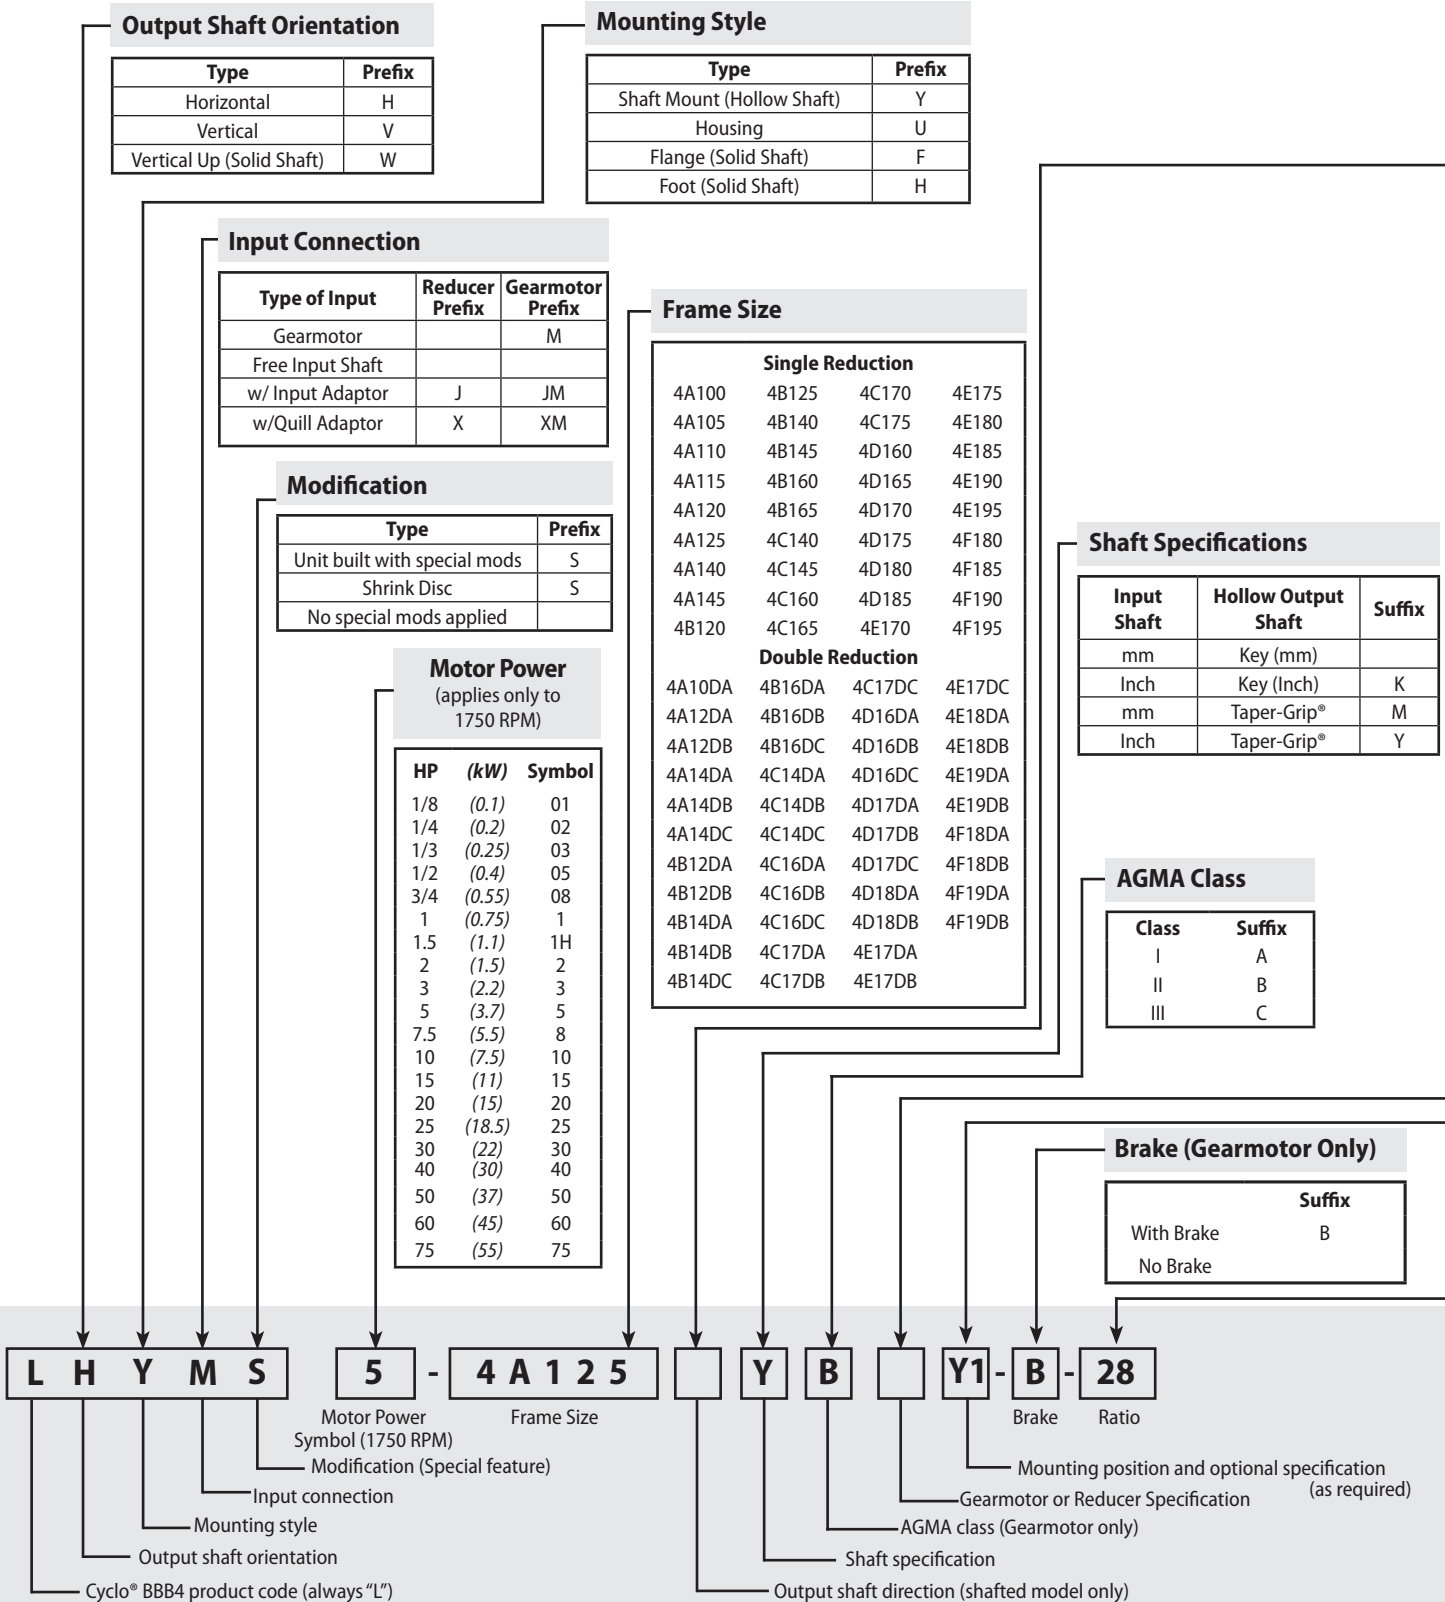 Output Shaft Orientation
Type Prefix
Horizontal H
Vertical V
Vertical Up (Solid Shaft) W
Mounting Style
Type Prefix
Shaft Mount (Hollow Shaft) Y
Housing U
Flange (Solid Shaft) F
Foot (Solid Shaft) H
Input Connection
Type of Input Reducer Prefix Gearmotor Prefix
Gearmotor M
Free Input Shaft
w/ Input Adaptor J JM
w/Quill Adaptor X XM
Modification
Type Prefix
Unit built with special mods S
Shrink Disc S
No special mods applied
Motor Power
(applies only to
1750 RPM)
HP (kW) Symbol
1/8 (0.1) 01
1/4 (0.2) 02
1/3 (0.25) 03
1/2 (0.4) 05
3/4 (0.55) 08
1 (0.75) 1
1.5 (1.1) 1H
2 (1.5) 2
3 (2.2) 3
5 (3.7) 5
7.5 (5.5) 8
10 (7.5) 10
15 (11) 15
20 (15) 20
25 (18.5) 25
30 (22) 30
40 (30) 40
50 (37) 50
60 (45) 60
75 (55) 75
Frame Size
Single Reduction
4A100 4B125 4C170 4E175
4A105 4B140 4C175 4E180
4A110 4B145 4D160 4E185
4A115 4B160 4D165 4E190
4A120 4B165 4D170 4E195
4A125 4C140 4D175 4F180
4A140 4C145 4D180 4F185
4A145 4C160 4D185 4F190
4B120 4C165 4E170 4F195
Double Reduction
4A10DA 4B16DA 4C17DC 4E17DC
4A12DA 4B16DB 4D16DA 4E18DA
4A12DB 4B16DC 4D16DB 4E18DB
4A14DA 4C14DA 4D16DC 4E19DA
4A14DB 4C14DB 4D17DA 4E19DB
4A14DC 4C14DC 4D17DB 4F18DA
4B12DA 4C16DA 4D17DC 4F18DB
4B12DB 4C16DB 4D18DA 4F19DA
4B14DA 4C16DC 4D18DB 4F19DB
4B14DB 4C17DA 4E17DA
4B14DC 4C17DB 4E17DB
Shaft Specifications
Input Shaft Hollow Output Shaft Suffix
mm Key (mm)
Inch Key (Inch) K
mm Taper-Grip® M
Inch Taper-Grip® Y
AGMA Class
Class Suffix
I A
II B
III C
Brake (Gearmotor Only)
Suffix
With Brake B
No Brake
L H Y M S 5 - 4 A 1 2 5 Y B Y1 - B - 28
Motor Power
Symbol (1750 RPM)
Frame Size
Brake
Ratio
Modification (Special feature)
Input connection
Mounting style
Output shaft orientation
Cyclo® BBB4 product code (always “L”)
Mounting position and optional specification
(as required)
Gearmotor or Reducer Specification
AGMA class (Gearmotor only)
Shaft specification
Output shaft direction (shafted model only)